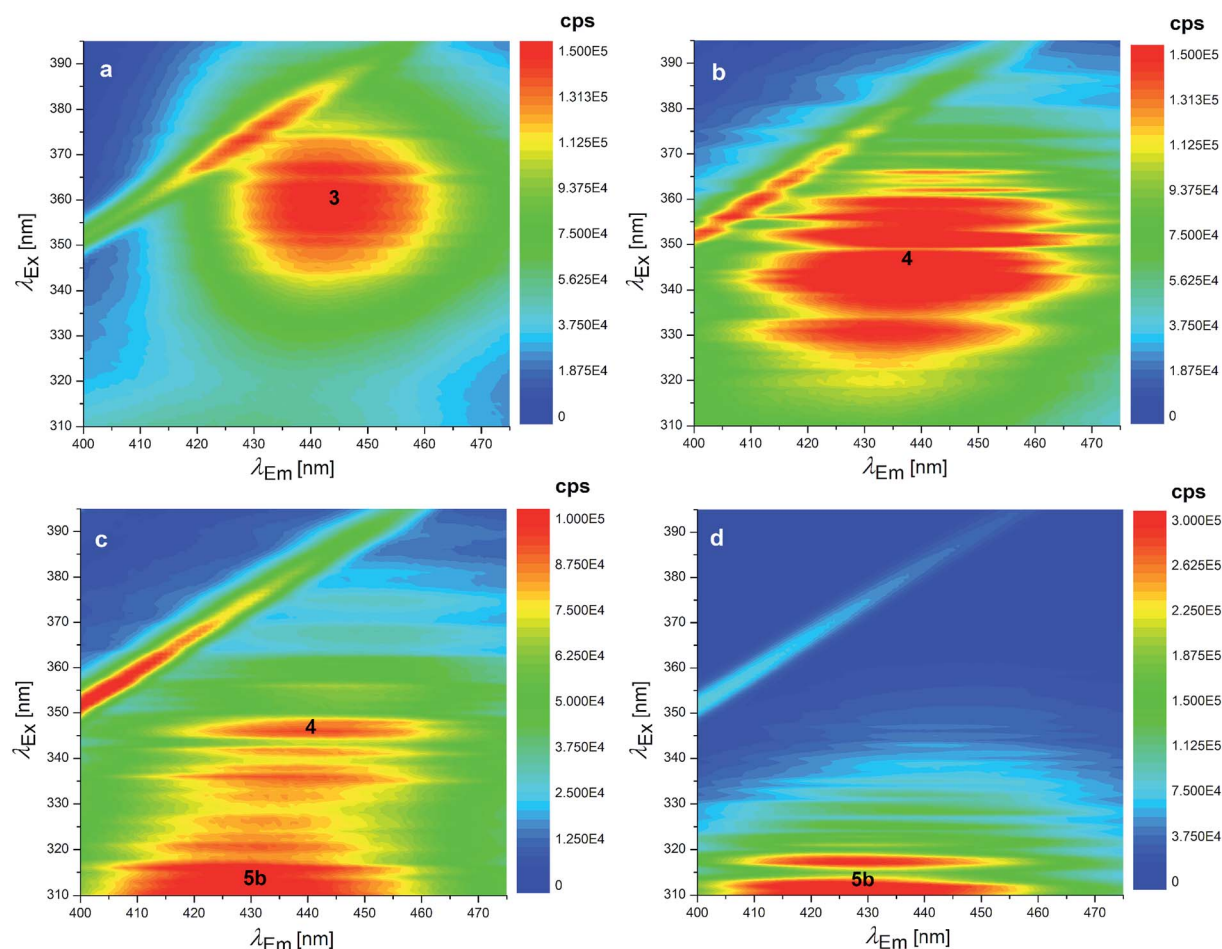 cps
a
3
λEx [nm]
390
380
370
360
350
340
330
320
310
400 410 420 430 440 450 460 470
λEm [nm]
1.500E5
1.313E5
1.125E5
9.375E4
7.500E4
5.625E4
3.750E4
1.875E4
0
cps
b
4
λEx [nm]
390
380
370
360
350
340
330
320
310
400 410 420 430 440 450 460 470
λEm [nm]
1.500E5
1.313E5
1.125E5
9.375E4
7.500E4
5.625E4
3.750E4
1.875E4
0
cps
c
4
5b
λEx [nm]
390
380
370
360
350
340
330
320
310
400 410 420 430 440 450 460 470
λEm [nm]
1.000E5
8.750E4
7.500E4
6.250E4
5.000E4
3.750E4
2.500E4
1.250E4
0
cps
d
5b
λEx [nm]
390
380
370
360
350
340
330
320
310
400 410 420 430 440 450 460 470
λEm [nm]
3.000E5
2.625E5
2.250E5
1.875E5
1.500E5
1.125E5
7.500E4
3.750E4
0